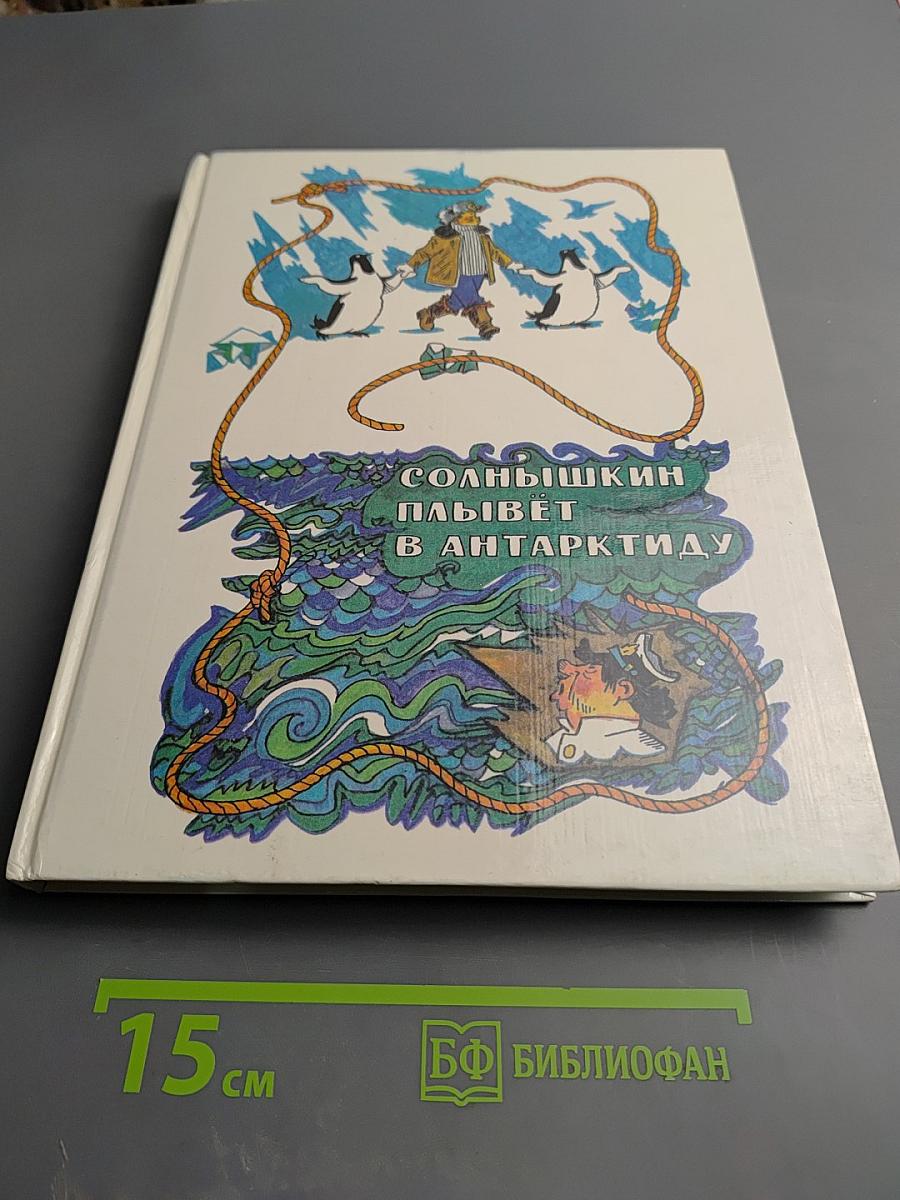 СОЛНЫШКИН
ПЛЫВЁТ
В АНТАРКТИДУ
15 см
БФ БИБЛИОФАН